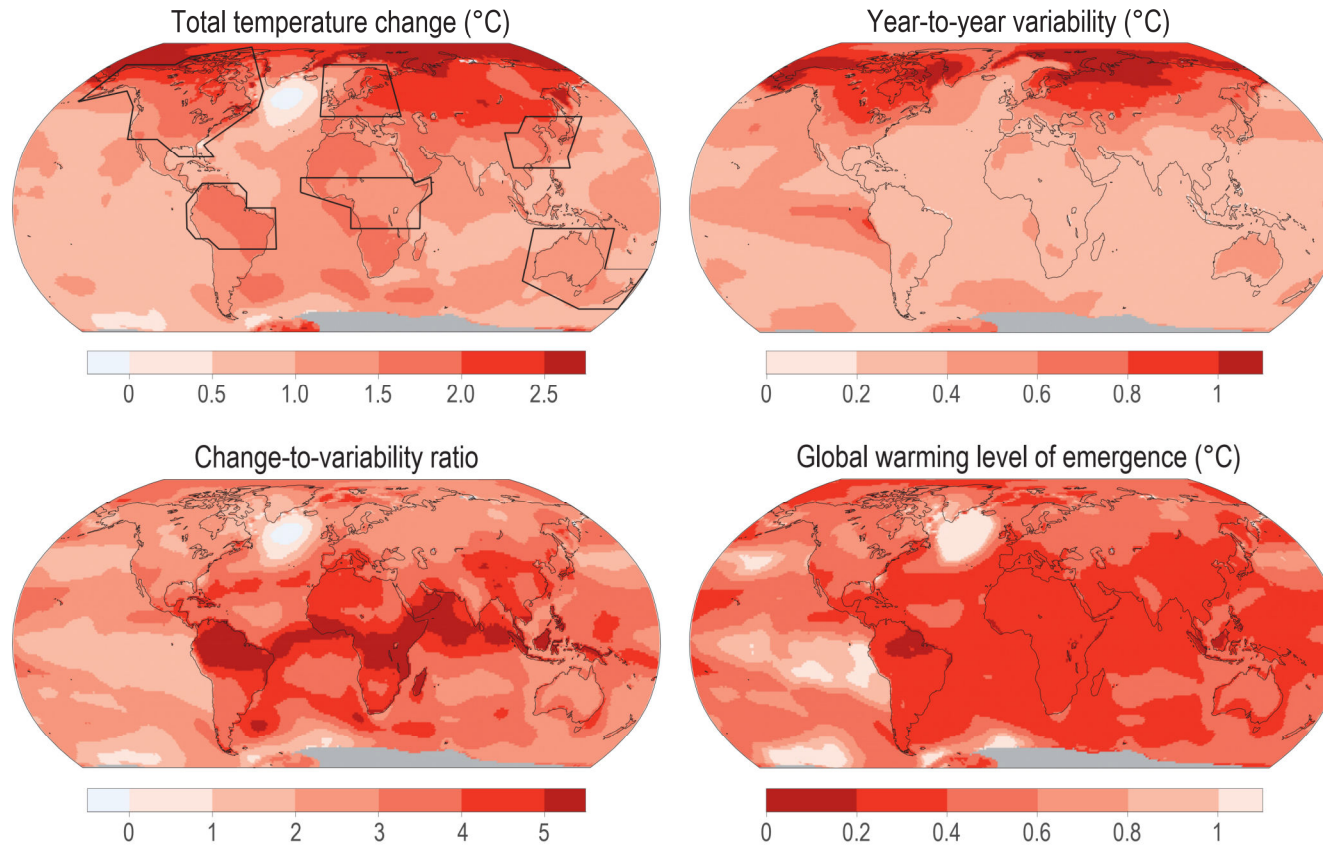 Total temperature change (°C)
Year-to-year variability (°C)
0 0.5 1.0 1.5 2.0 2.5
0 0.2 0.4 0.6 0.8 1
Change-to-variability ratio
Global warming level of emergence (°C)
0 1 2 3 4 5
0 0.2 0.4 0.6 0.8 1